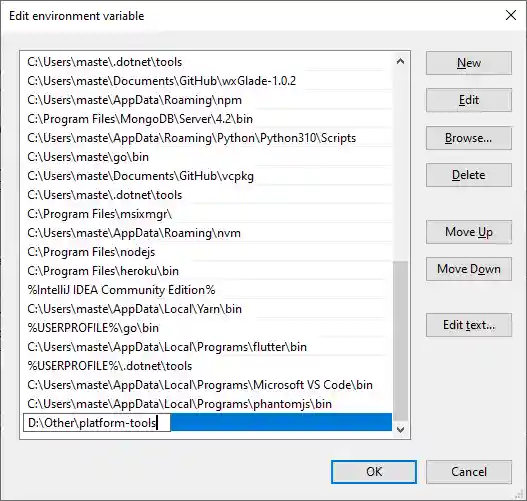 Edit environment variable
C:\Users\maste\.dotnet\tools
C:\Users\maste\Documents\GitHub\wxGlade-1.0.2
C:\Users\maste\AppData\Roaming\npm
C:\Program Files\MongoDB\Server\4.2\bin
C:\Users\maste\AppData\Roaming\Python\Python310\Scripts
C:\Users\maste\go\bin
C:\Users\maste\Documents\GitHub\vcpkg
C:\Users\maste\.dotnet\tools
C:\Program Files\msixmgr\
C:\Users\maste\AppData\Roaming\nvm
C:\Program Files\nodejs
C:\Program Files\heroku\bin
%IntelliJ IDEA Community Edition%
C:\Users\maste\AppData\Local\Yarn\bin
%USERPROFILE%\go\bin
C:\Users\maste\AppData\Local\Programs\flutter\bin
%USERPROFILE%\.dotnet\tools
C:\Users\maste\AppData\Local\Programs\Microsoft VS Code\bin
C:\Users\maste\AppData\Local\Programs\phantomjs\bin
D:\Other\platform-tools
New
Edit
Browse...
Delete
Move Up
Move Down
Edit text...
OK
Cancel